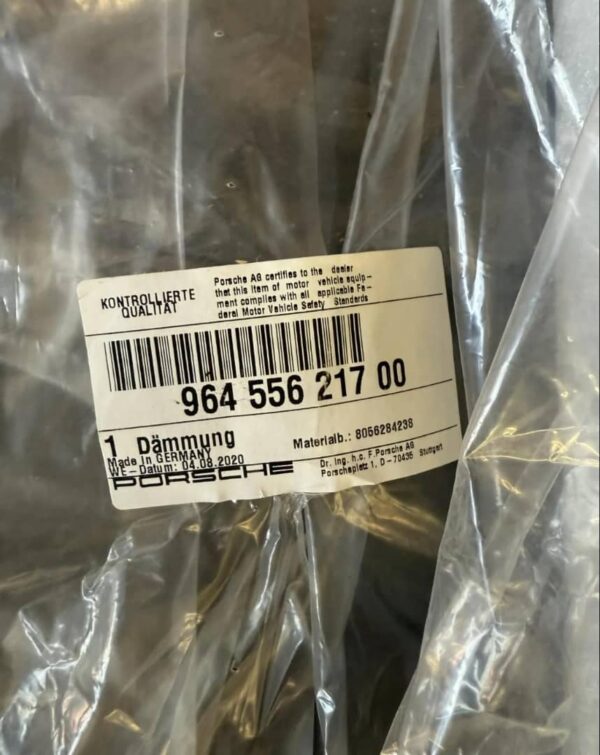 KONTROLLIERTE
QUALITÄT
Porsche AG certifies to the dealer
that this item of motor vehicle equip-
ment complies with all applicable Fe-
deral Motor Vehicle Safety Standards
964 556 217 00
1 Dämmung
Made in GERMANY
WE-Datum: 04.08.2020
PORSCHE
Materialb.: 8056284238
Dr. Ing. h.c. F.Porsche AG
Porscheplatz 1, D-70435 Stuttgart